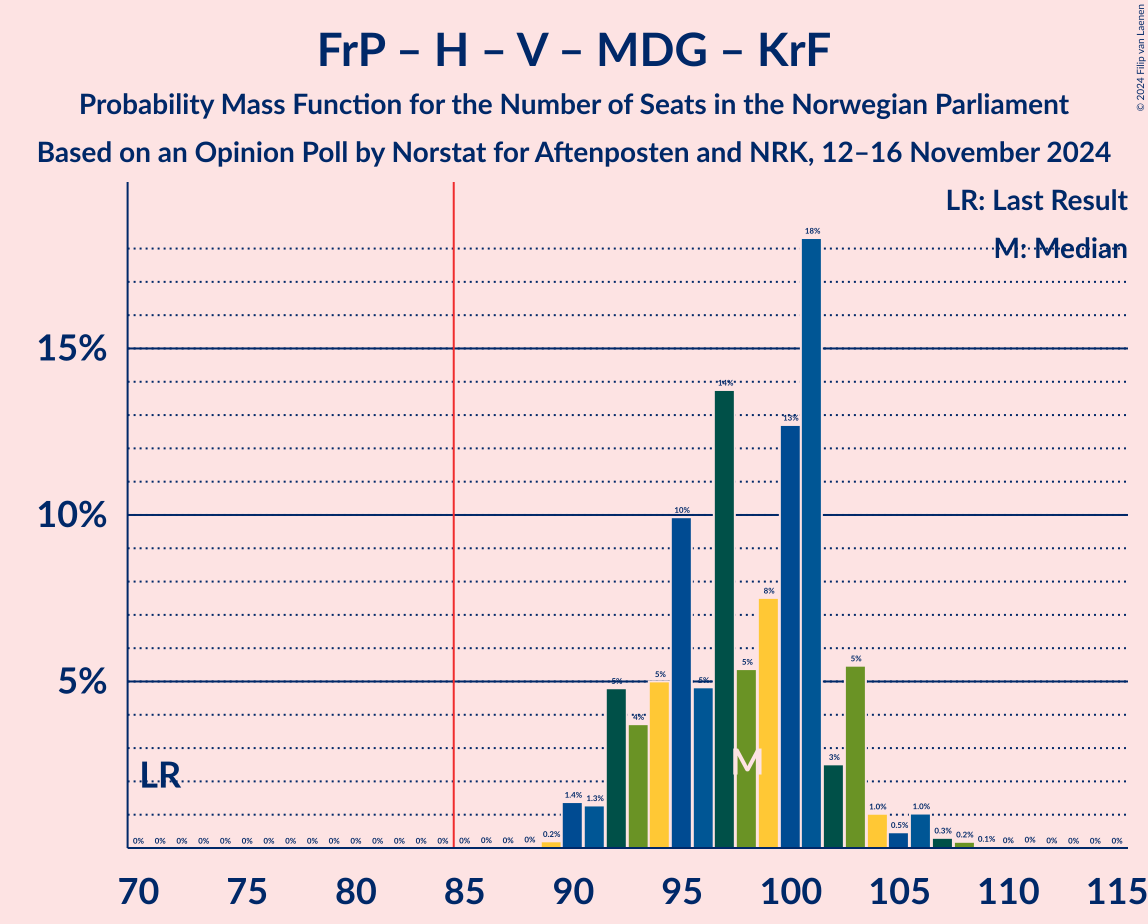 FrP – H – V – MDG – KrF
Probability Mass Function for the Number of Seats in the Norwegian Parliament
Based on an Opinion Poll by Norstat for Aftenposten and NRK, 12–16 November 2024
© 2024 Filip van Laenen
LR: Last Result
M: Median
15%
10%
5%
LR
M
0% 0% 0% 0% 0% 0% 0% 0% 0% 0% 0% 0% 0% 0% 0% 0% 0% 0% 0% 0.2% 1.4% 1.3% 5% 4% 5% 10% 5% 14% 5% 8% 13% 18% 3% 5% 1.0% 0.5% 1.0% 0.3% 0.2% 0.1% 0% 0% 0% 0% 0% 0%
70 75 80 85 90 95 100 105 110 115